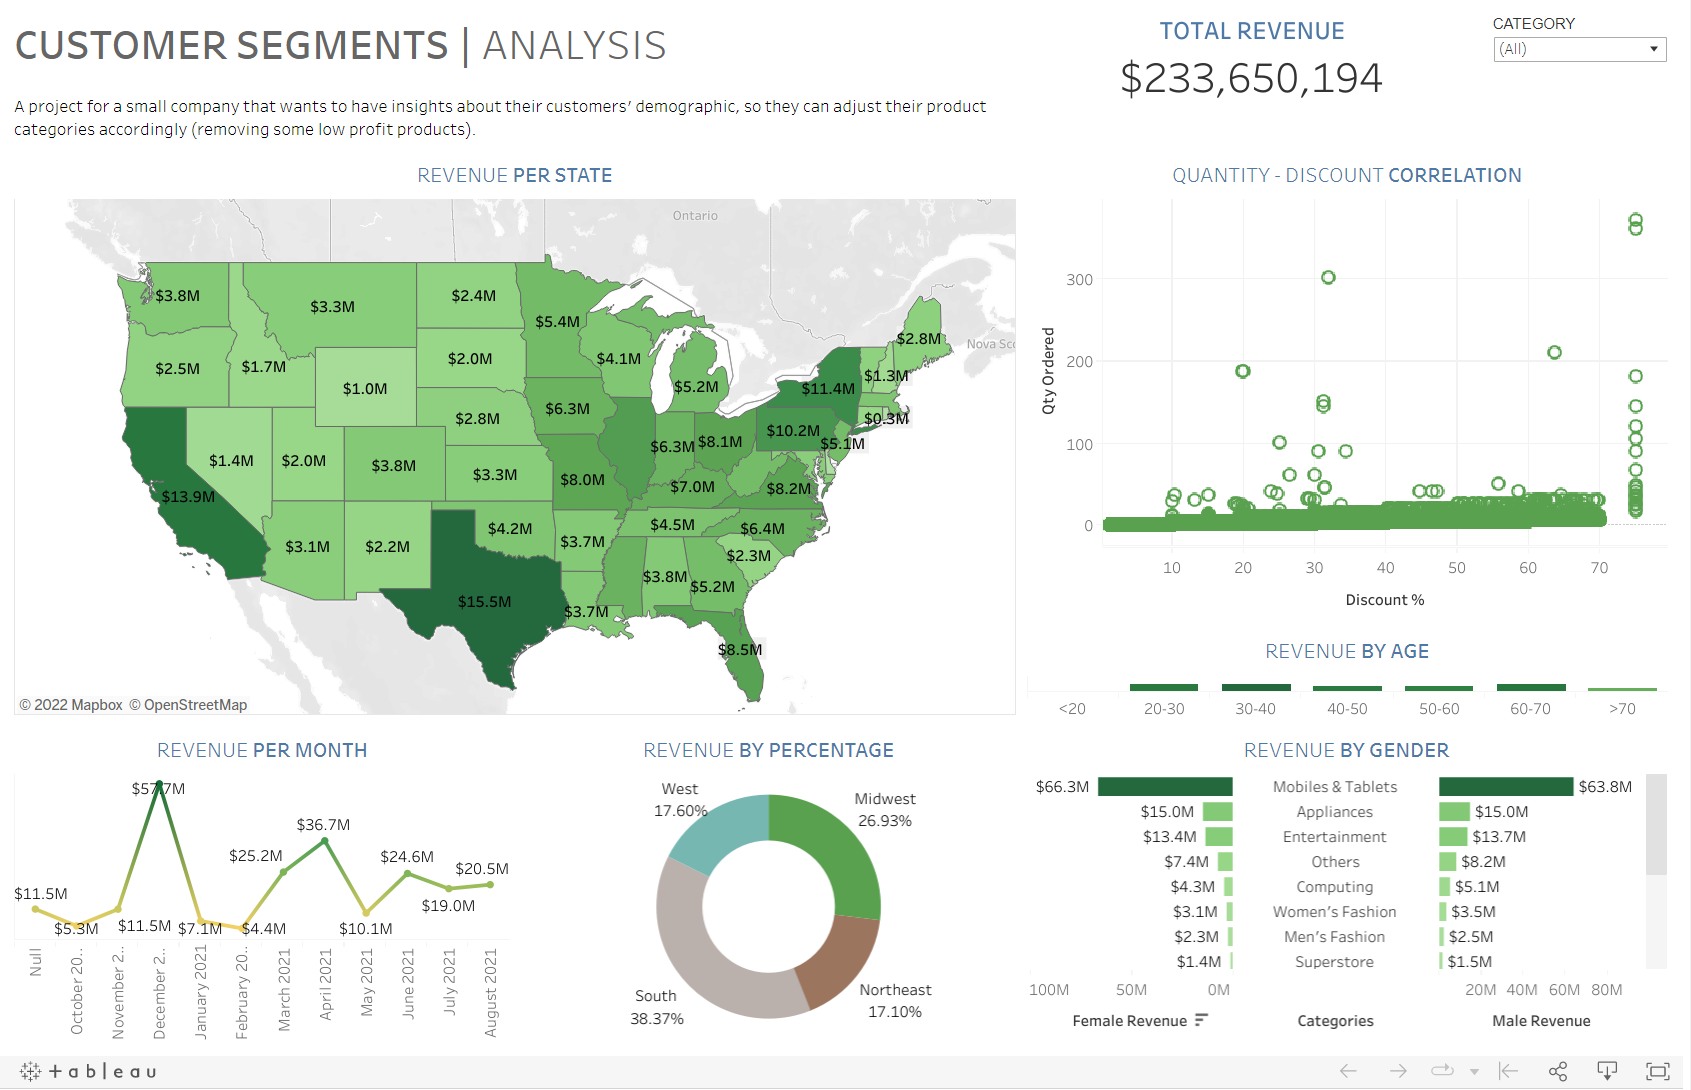 CUSTOMER SEGMENTS | ANALYSIS
A project for a small company that wants to have insights about their customers' demographic, so they can adjust their product
categories accordingly (removing some low profit products).
TOTAL REVENUE
$233,650,194
CATEGORY
(All)
REVENUE PER STATE
Ontario
Nova Sc
$3.8M
$3.3M
$2.4M
$5.4M
$2.8M
$2.5M
$1.7M
$1.0M
$2.0M
$4.1M
$5.2M
$11.4M
$1.3M
$2.8M
$6.3M
$0.3M
$13.9M
$1.4M
$2.0M
$3.8M
$3.3M
$8.0M
$6.3M
$8.1M
$10.2M
$5.1M
$7.0M
$8.2M
$3.1M
$2.2M
$4.2M
$3.7M
$4.5M
$6.4M
$2.3M
$15.5M
$3.7M
$3.8M
$5.2M
$8.5M
© 2022 Mapbox © OpenStreetMap
QUANTITY - DISCOUNT CORRELATION
Qty Ordered
300
200
100
0
10 20 30 40 50 60 70
Discount %
REVENUE BY AGE
<20 20-30 30-40 40-50 50-60 60-70 >70
REVENUE PER MONTH
$11.5M
$5.3M
$11.5M
$57.7M
$7.1M
$4.4M
$25.2M
$36.7M
$10.1M
$24.6M
$19.0M
$20.5M
Null
October 20..
November 2..
December 2..
January 2021
February 20..
March 2021
April 2021
May 2021
June 2021
July 2021
August 2021
REVENUE BY PERCENTAGE
West
17.60%
Midwest
26.93%
South
38.37%
Northeast
17.10%
REVENUE BY GENDER
$66.3M Mobiles & Tablets $63.8M
$15.0M Appliances $15.0M
$13.4M Entertainment $13.7M
$7.4M Others $8.2M
$4.3M Computing $5.1M
$3.1M Women's Fashion $3.5M
$2.3M Men's Fashion $2.5M
$1.4M Superstore $1.5M
100M 50M 0M 20M 40M 60M 80M
Female Revenue Categories Male Revenue
+ a b l e a u